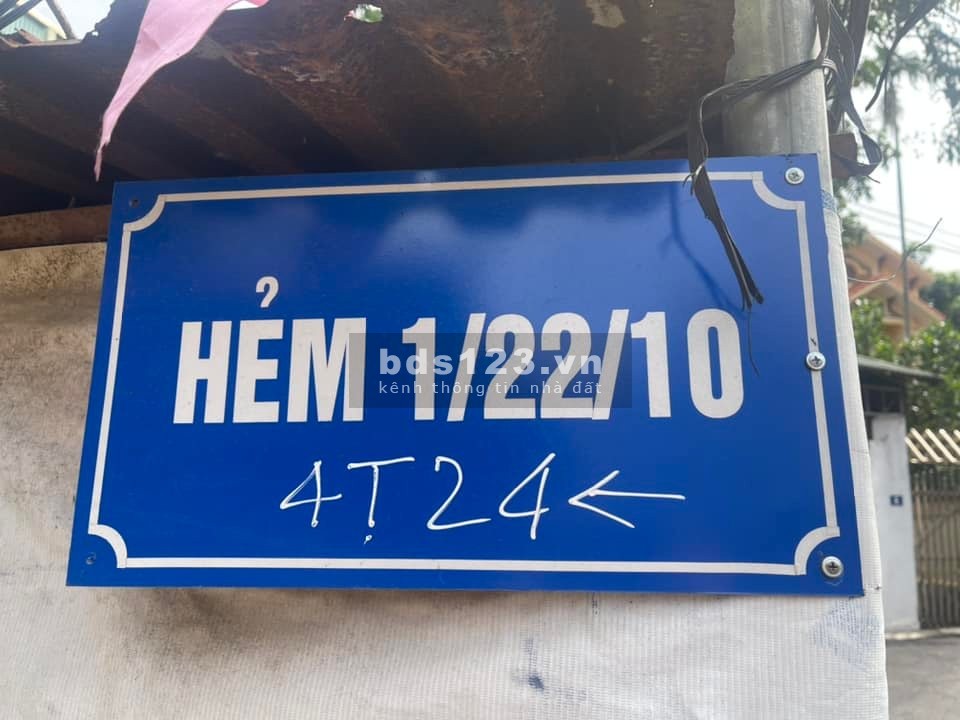 HẺM 1/22/10
bds123.vn
kênh thông tin nhà đất
4T24←